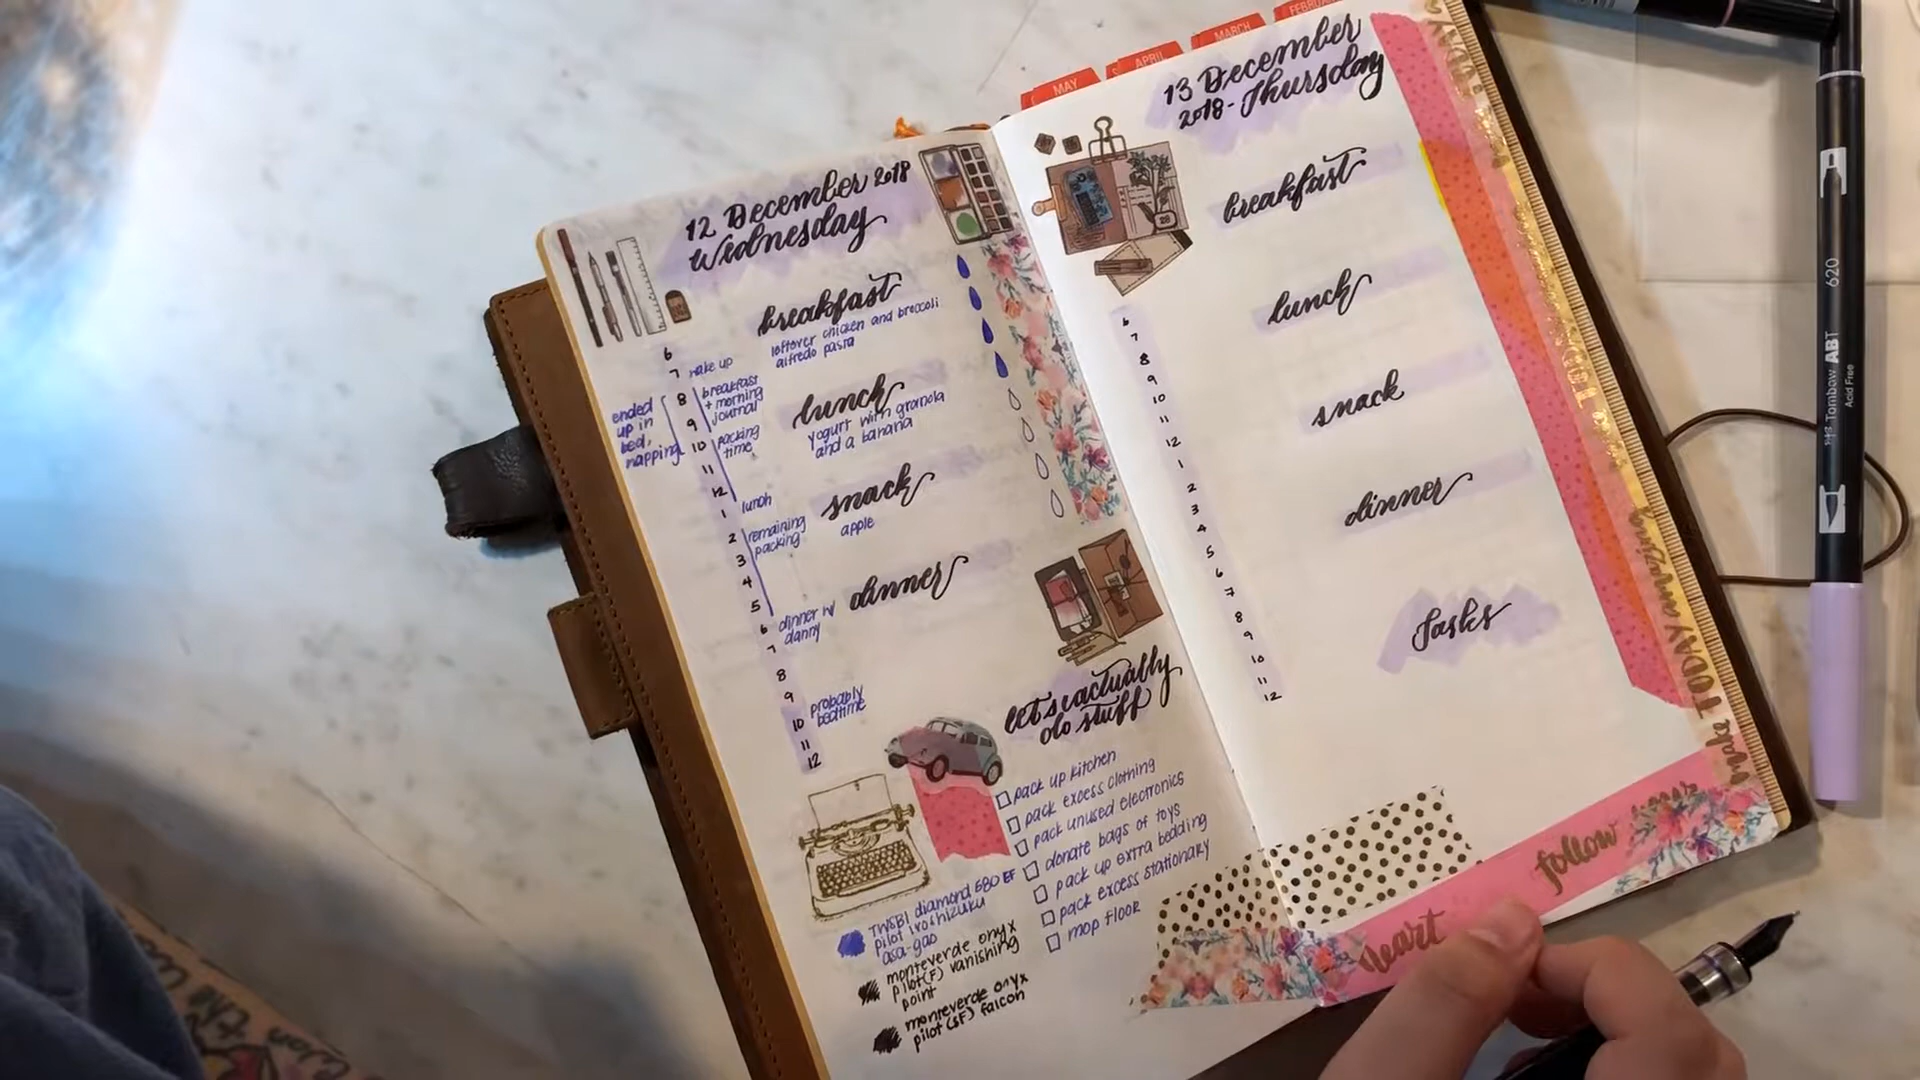 MAY
APRIL
MARCH
FEBRUARY
12 December 2018
Wednesday
breakfast
leftover chicken and broccoli
alfredo pasta
lunch
yogurt with granola
and a banana
snack
apple
dinner
6
7 wake up
8 breakfast
+ morning
journal
9
10 packing
time
11
12
1 lunch
2 remaining
packing
3
4
5
6 dinner w/
danny
7
8
9
10 probably
bedtime
11
12
ended
up in
bed,
napping
let's actually
do stuff
pack up kitchen
pack excess clothing
pack unused electronics
donate bags of toys
pack up extra bedding
pack excess stationary
mop floor
TWSBI diamond 580 EF
pilot iroshizuku
asa-gao
monteverde onyx
pilot (F) vanishing
point
monteverde onyx
pilot (SF) falcon
13 December
2018 - Thursday
breakfast
lunch
snack
dinner
Tasks
6
7
8
9
10
11
12
1
2
3
4
5
6
7
8
9
10
11
12
make TODAY amazing
follow
heart
Tombow ABT 620
Acid Free